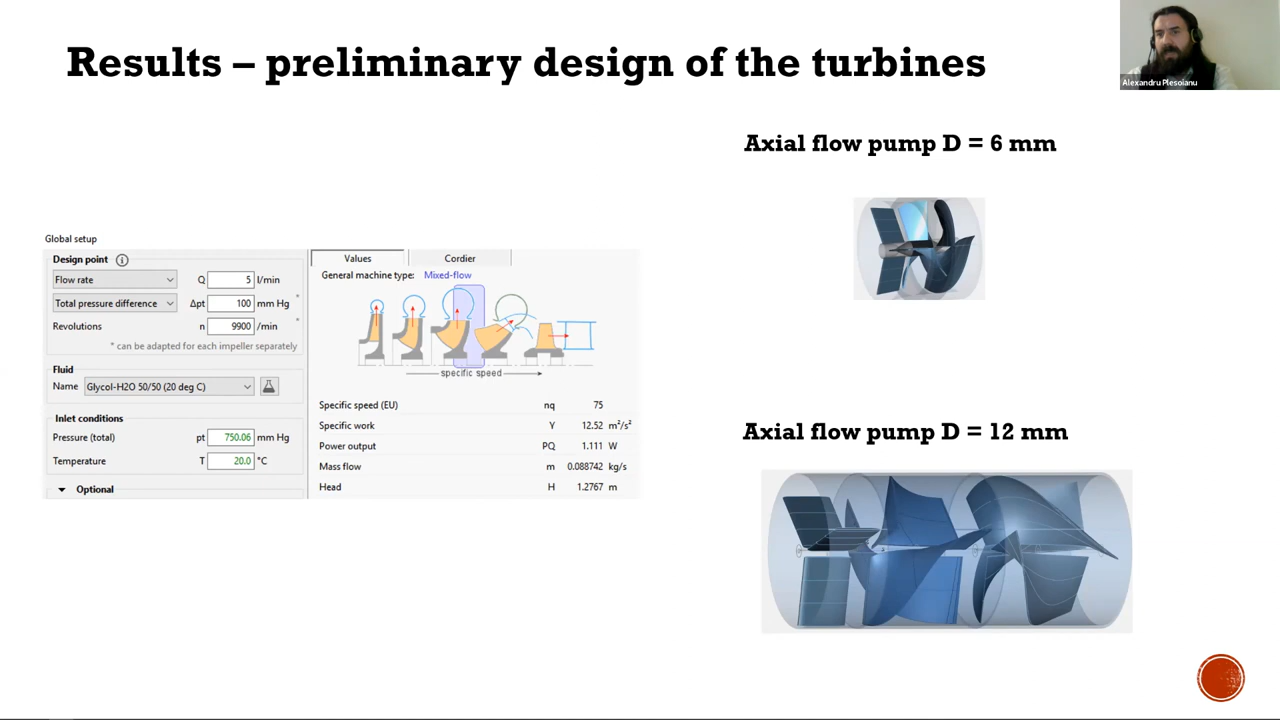 Results – preliminary design of the turbines
Alexandru Plesoianu
Axial flow pump D = 6 mm
Global setup
Design point
Flow rate Q 5 l/min
Total pressure difference Δpt 100 mm Hg *
Revolutions n 9900 /min *
* can be adapted for each impeller separately
Fluid
Name Glycol-H2O 50/50 (20 deg C)
Inlet conditions
Pressure (total) pt 750.06 mm Hg
Temperature T 20.0 °C
Optional
Values Cordier
General machine type: Mixed-flow
specific speed
Specific speed (EU) nq 75
Specific work Y 12.52 m²/s²
Power output PQ 1.111 W
Mass flow m 0.088742 kg/s
Head H 1.2767 m
Axial flow pump D = 12 mm